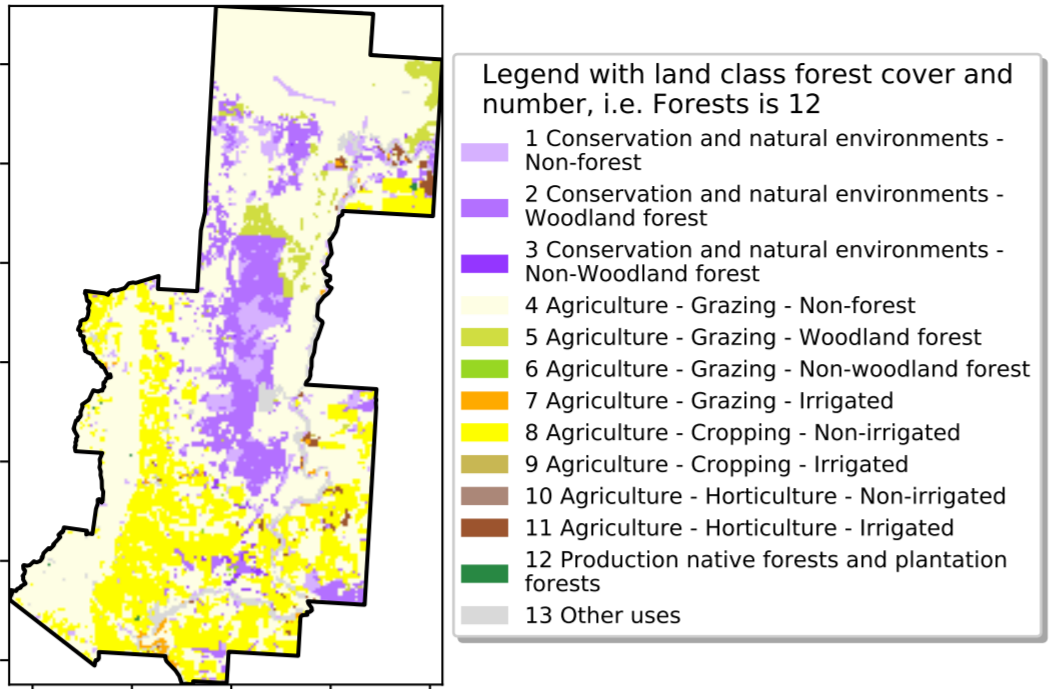 Legend with land class forest cover and
number, i.e. Forests is 12
1 Conservation and natural environments -
Non-forest
2 Conservation and natural environments -
Woodland forest
3 Conservation and natural environments -
Non-Woodland forest
4 Agriculture - Grazing - Non-forest
5 Agriculture - Grazing - Woodland forest
6 Agriculture - Grazing - Non-woodland forest
7 Agriculture - Grazing - Irrigated
8 Agriculture - Cropping - Non-irrigated
9 Agriculture - Cropping - Irrigated
10 Agriculture - Horticulture - Non-irrigated
11 Agriculture - Horticulture - Irrigated
12 Production native forests and plantation
forests
13 Other uses